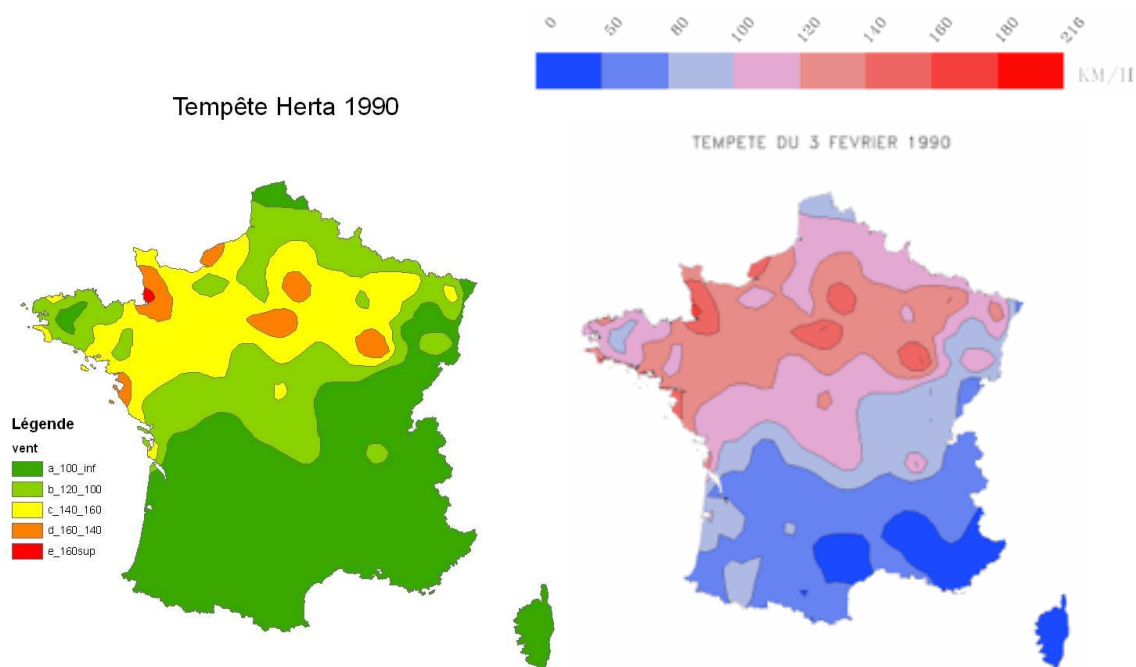 Tempête Herta 1990
Légende
vent
a_100_inf
b_120_100
c_140_160
d_160_140
e_160sup
0 50 80 100 120 140 160 180 216
KM/H
TEMPETE DU 3 FEVRIER 1990